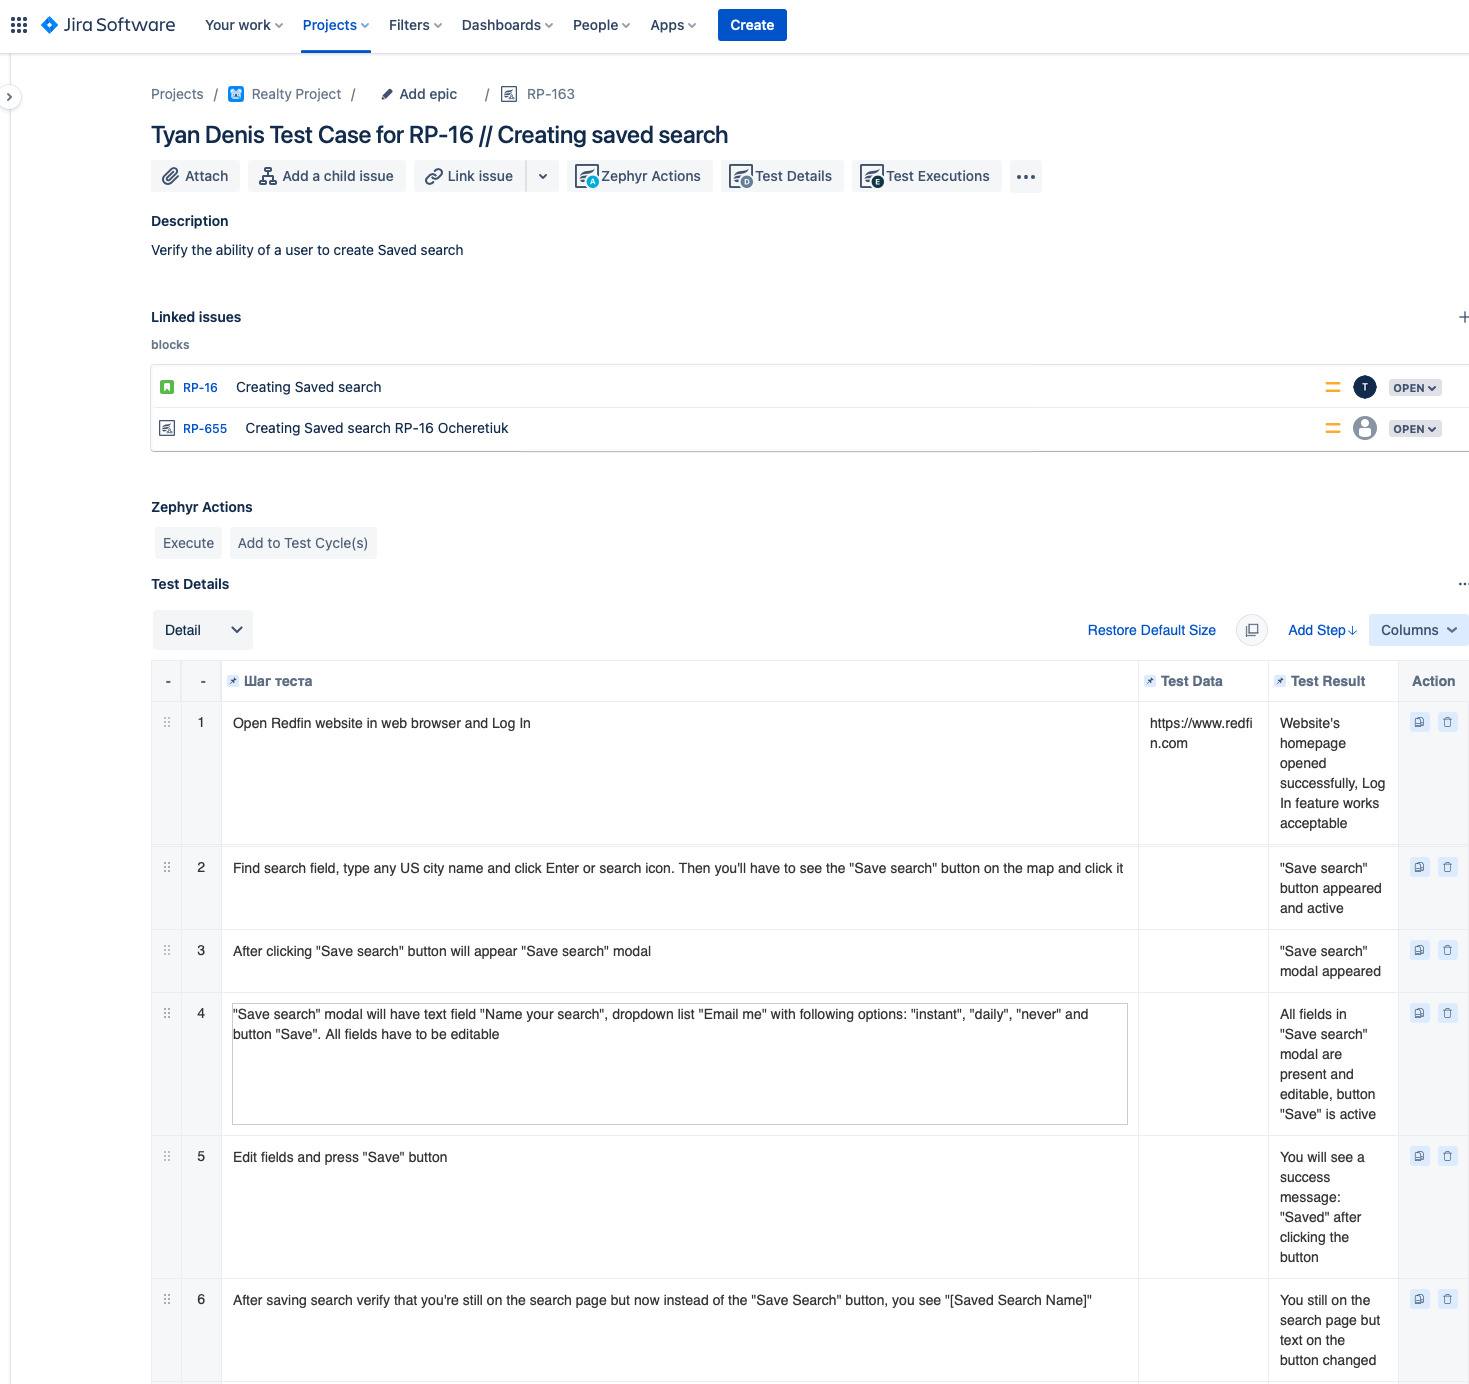 Jira Software Your work Projects Filters Dashboards People Apps Create
Projects / Realty Project / Add epic / RP-163
Tyan Denis Test Case for RP-16 // Creating saved search
Attach Add a child issue Link issue A Zephyr Actions D Test Details E Test Executions
Description
Verify the ability of a user to create Saved search
Linked issues
blocks
RP-16 Creating Saved search T OPEN
RP-655 Creating Saved search RP-16 Ocheretiuk OPEN
Zephyr Actions
Execute Add to Test Cycle(s)
Test Details
Detail Restore Default Size Add Step Columns
- - Шаг теста Test Data Test Result Action
1 Open Redfin website in web browser and Log In
https://www.redfi
n.com
Website's
homepage
opened
successfully, Log
In feature works
acceptable
2 Find search field, type any US city name and click Enter or search icon. Then you'll have to see the "Save search" button on the map and click it
"Save search"
button appeared
and active
3 After clicking "Save search" button will appear "Save search" modal
"Save search"
modal appeared
4 "Save search" modal will have text field "Name your search", dropdown list "Email me" with following options: "instant", "daily", "never" and
button "Save". All fields have to be editable
All fields in
"Save search"
modal are
present and
editable, button
"Save" is active
5 Edit fields and press "Save" button
You will see a
success
message:
"Saved" after
clicking the
button
6 After saving search verify that you're still on the search page but now instead of the "Save Search" button, you see "[Saved Search Name]"
You still on the
search page but
text on the
button changed